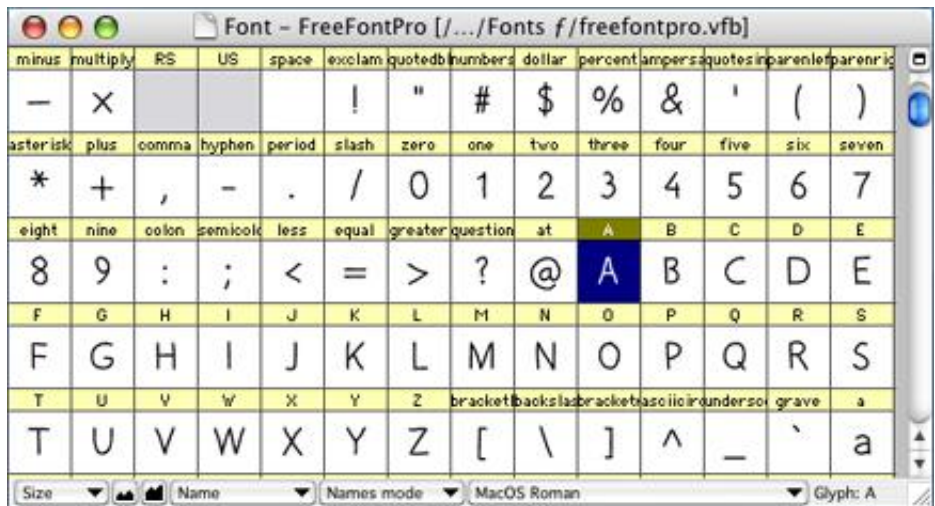 Font – FreeFontPro [/.../Fonts ƒ/freefontpro.vfb]
minus multiply RS US space exclam quotedb numbers dollar percent ampersa quotesin parenlef parenrig
− × ! " # $ % & ' ( )
asterisk plus comma hyphen period slash zero one two three four five six seven
* + , - . / 0 1 2 3 4 5 6 7
eight nine colon semicolo less equal greater question at A B C D E
8 9 : ; < = > ? @ A B C D E
F G H I J K L M N O P Q R S
F G H I J K L M N O P Q R S
T U V W X Y Z bracketl backslas bracket asciicir undersco grave a
T U V W X Y Z [ \ ] ^ _ ` a
Size Name Names mode MacOS Roman Glyph: A